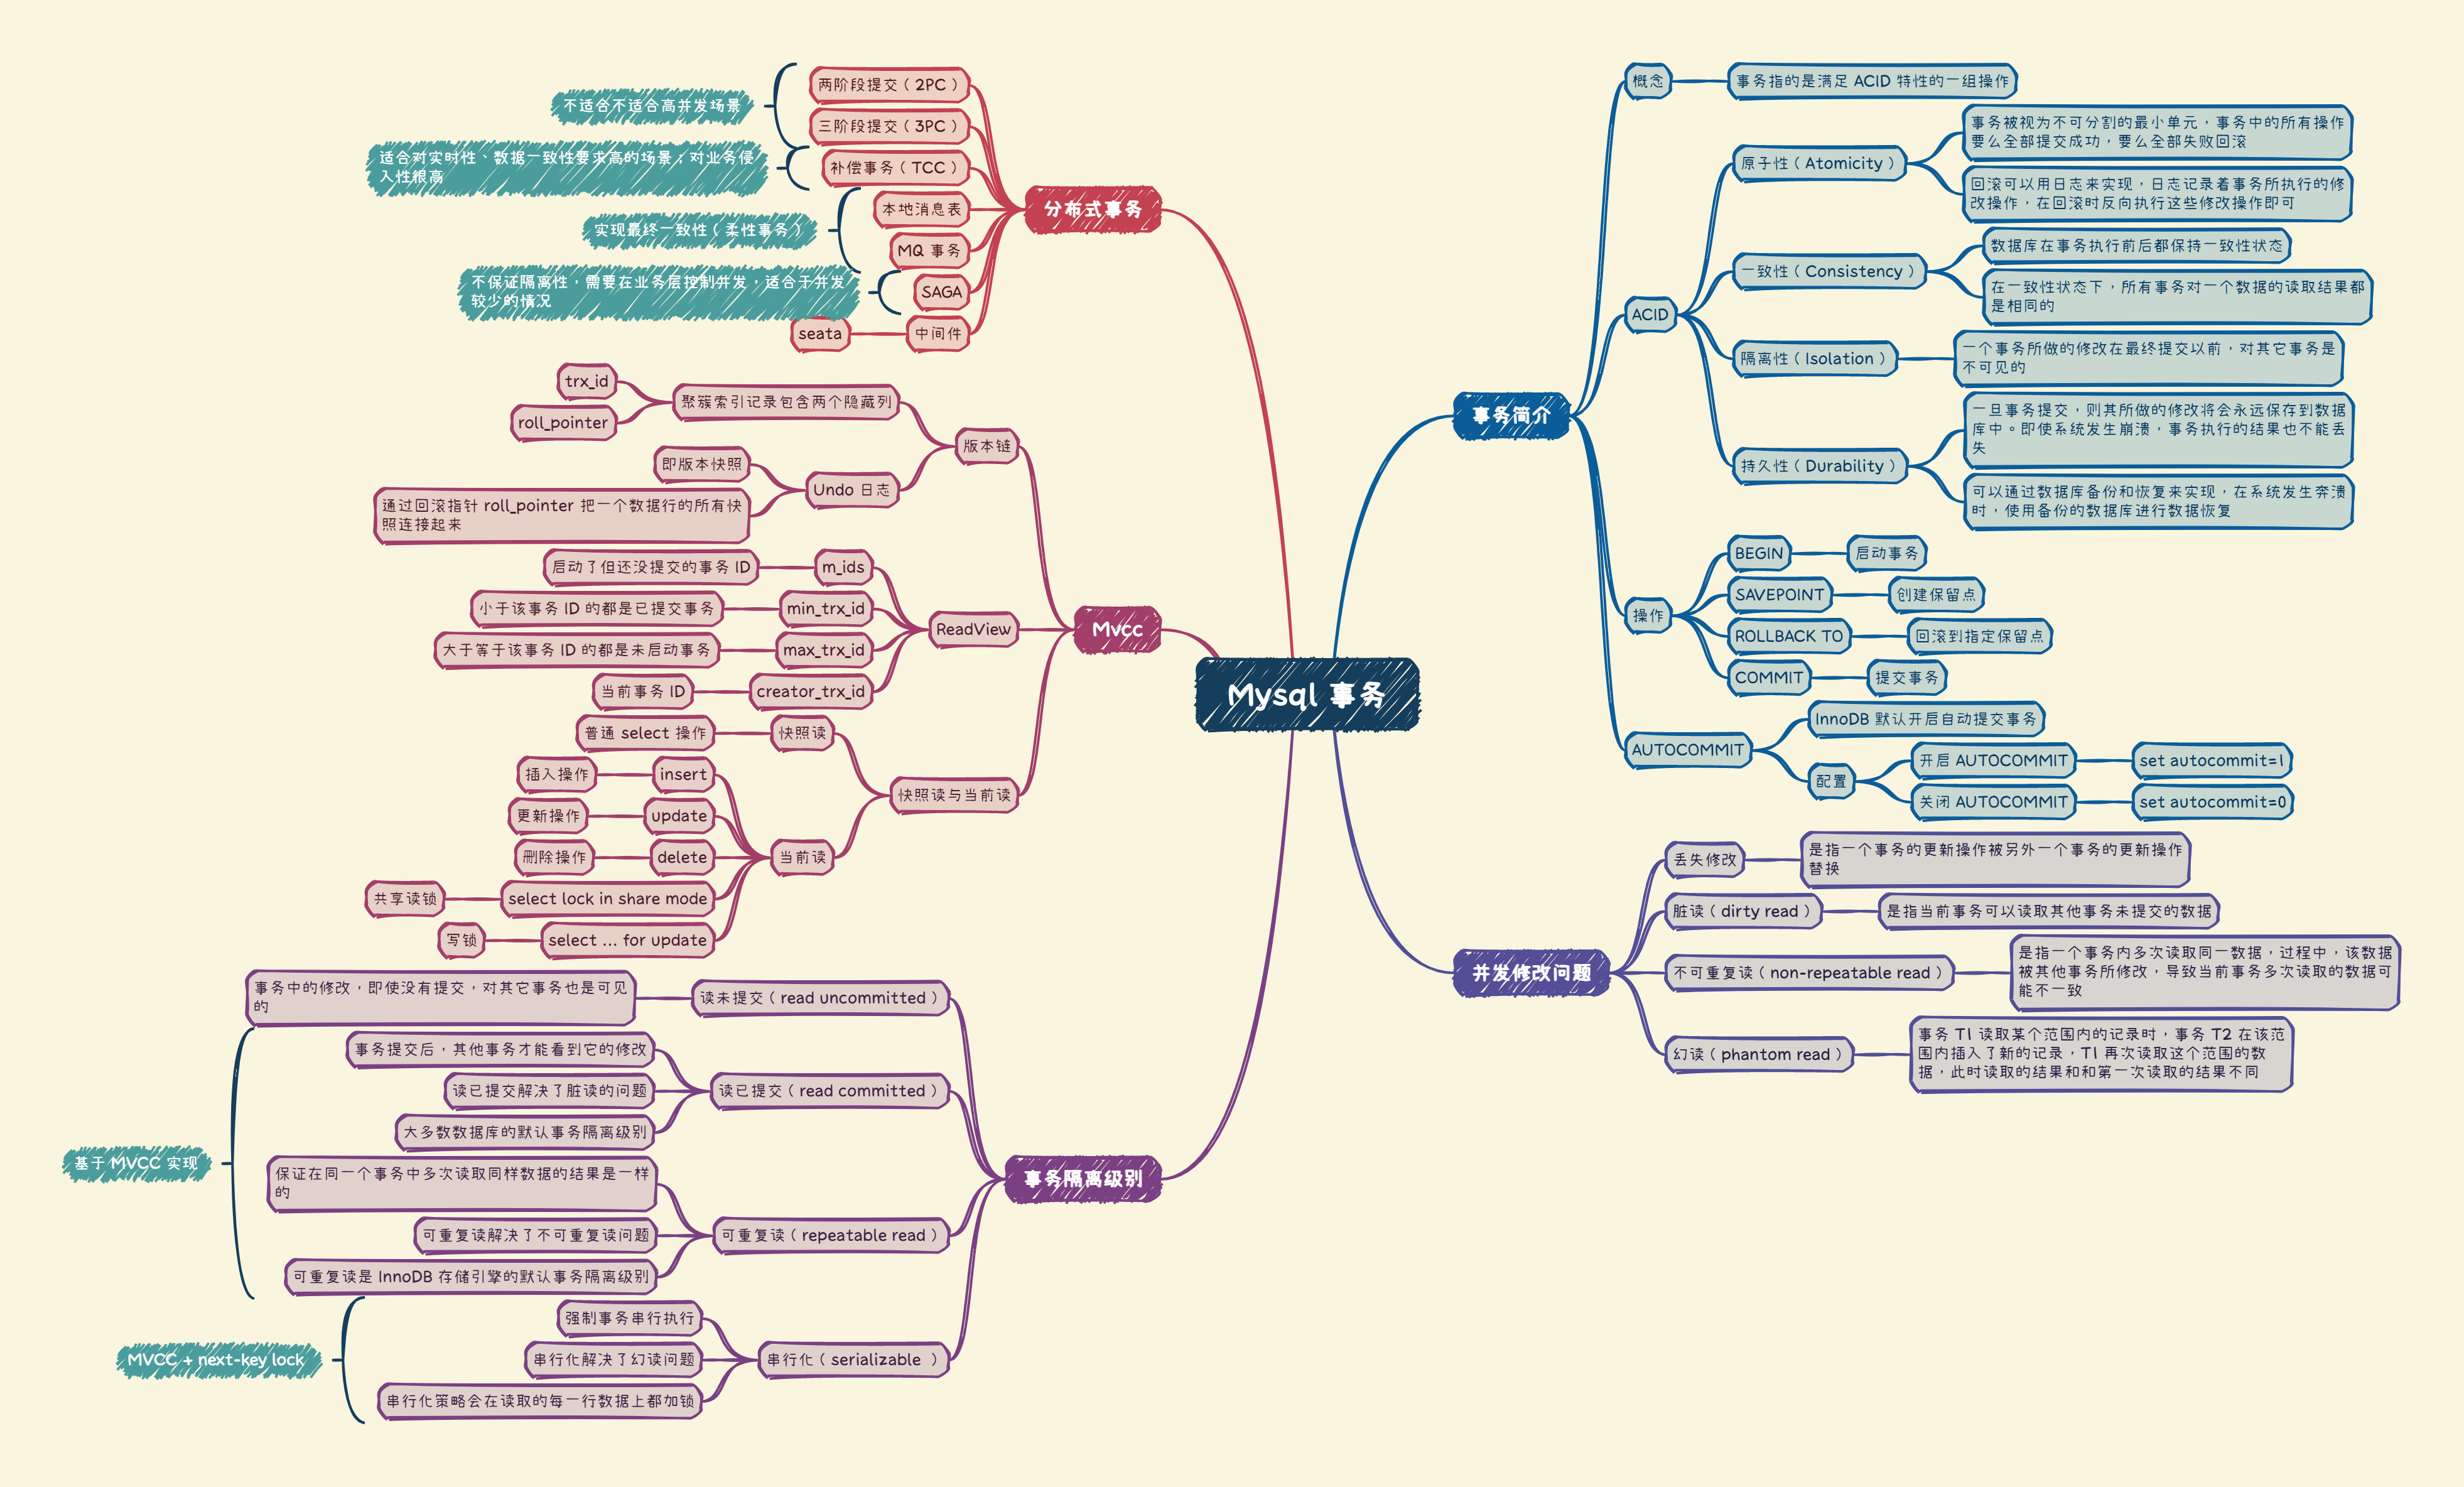 Mysql 事务
事务简介
概念
事务指的是满足 ACID 特性的一组操作
ACID
原子性（Atomicity）
事务被视为不可分割的最小单元，事务中的所有操作
要么全部提交成功，要么全部失败回滚
回滚可以用日志来实现，日志记录着事务所执行的修
改操作，在回滚时反向执行这些修改操作即可
一致性（Consistency）
数据库在事务执行前后都保持一致性状态
在一致性状态下，所有事务对一个数据的读取结果都
是相同的
隔离性（Isolation）
一个事务所做的修改在最终提交以前，对其它事务是
不可见的
持久性（Durability）
一旦事务提交，则其所做的修改将会永远保存到数据
库中。即使系统发生崩溃，事务执行的结果也不能丢
失
可以通过数据库备份和恢复来实现，在系统发生奔溃
时，使用备份的数据库进行数据恢复
操作
BEGIN
启动事务
SAVEPOINT
创建保留点
ROLLBACK TO
回滚到指定保留点
COMMIT
提交事务
AUTOCOMMIT
InnoDB 默认开启自动提交事务
配置
开启 AUTOCOMMIT
set autocommit=1
关闭 AUTOCOMMIT
set autocommit=0
并发修改问题
丢失修改
是指一个事务的更新操作被另外一个事务的更新操作
替换
脏读（dirty read）
是指当前事务可以读取其他事务未提交的数据
不可重复读（non-repeatable read）
是指一个事务内多次读取同一数据，过程中，该数据
被其他事务所修改，导致当前事务多次读取的数据可
能不一致
幻读（phantom read）
事务 T1 读取某个范围内的记录时，事务 T2 在该范
围内插入了新的记录，T1 再次读取这个范围的数
据，此时读取的结果和和第一次读取的结果不同
分布式事务
两阶段提交（2PC）
三阶段提交（3PC）
不适合不适合高并发场景
补偿事务（TCC）
适合对实时性、数据一致性要求高的场景；对业务侵
入性很高
本地消息表
MQ 事务
实现最终一致性（柔性事务）
SAGA
不保证隔离性，需要在业务层控制并发，适合于并发
较少的情况
中间件
seata
Mvcc
版本链
聚簇索引记录包含两个隐藏列
trx_id
roll_pointer
Undo 日志
即版本快照
通过回滚指针 roll_pointer 把一个数据行的所有快
照连接起来
ReadView
m_ids
启动了但还没提交的事务 ID
min_trx_id
小于该事务 ID 的都是已提交事务
max_trx_id
大于等于该事务 ID 的都是未启动事务
creator_trx_id
当前事务 ID
快照读与当前读
快照读
普通 select 操作
当前读
insert
插入操作
update
更新操作
delete
删除操作
select lock in share mode
共享读锁
select ... for update
写锁
事务隔离级别
读未提交（read uncommitted）
事务中的修改，即使没有提交，对其它事务也是可见
的
读已提交（read committed）
事务提交后，其他事务才能看到它的修改
读已提交解决了脏读的问题
大多数数据库的默认事务隔离级别
可重复读（repeatable read）
保证在同一个事务中多次读取同样数据的结果是一样
的
可重复读解决了不可重复读问题
可重复读是 InnoDB 存储引擎的默认事务隔离级别
基于 MVCC 实现
串行化（serializable ）
强制事务串行执行
串行化解决了幻读问题
串行化策略会在读取的每一行数据上都加锁
MVCC + next-key lock